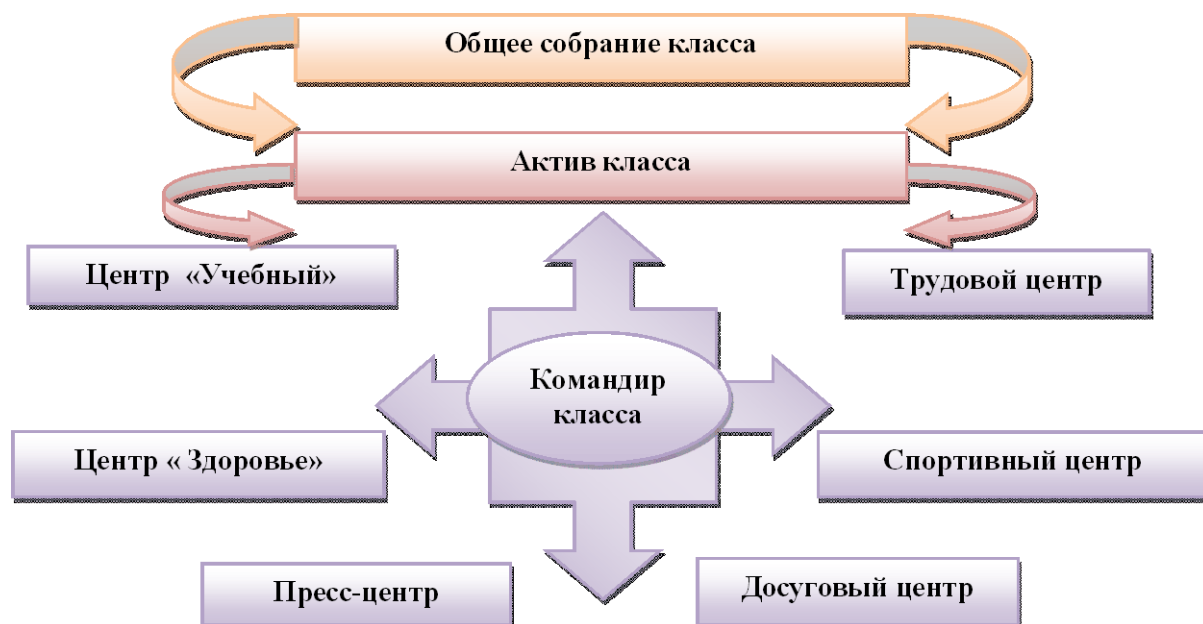 Общее собрание класса
Актив класса
Центр «Учебный»
Трудовой центр
Командир
класса
Центр « Здоровье»
Спортивный центр
Пресс-центр
Досуговый центр